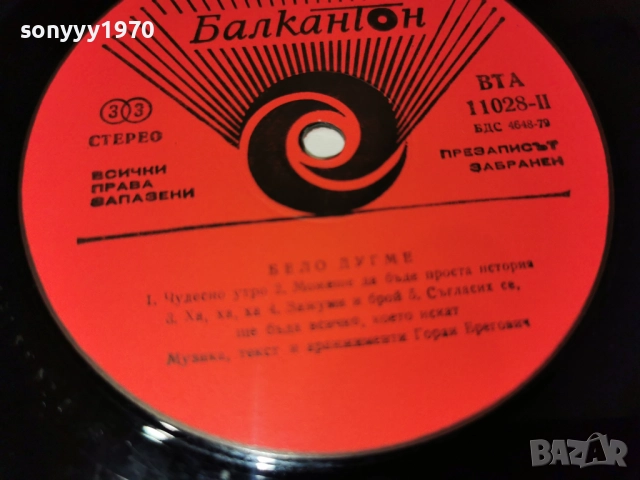 sonyyy1970
Балкантон
33
СТЕРЕО
ВСИЧКИ
ПРАВА
ЗАПАЗЕНИ
ВТА
11028-II
БДС 4648-79
ПРЕЗАПИСЪТ
ЗАБРАНЕН
БЕЛО ДУГМЕ
1. Чудесно утро 2. да бъде проста история
3. Ха, ха, ха 4. и брой 5. Съгласих се,
ще бъда всичко, което искат
Музика, текст и аранжименти Горан Брегович
BAZAR